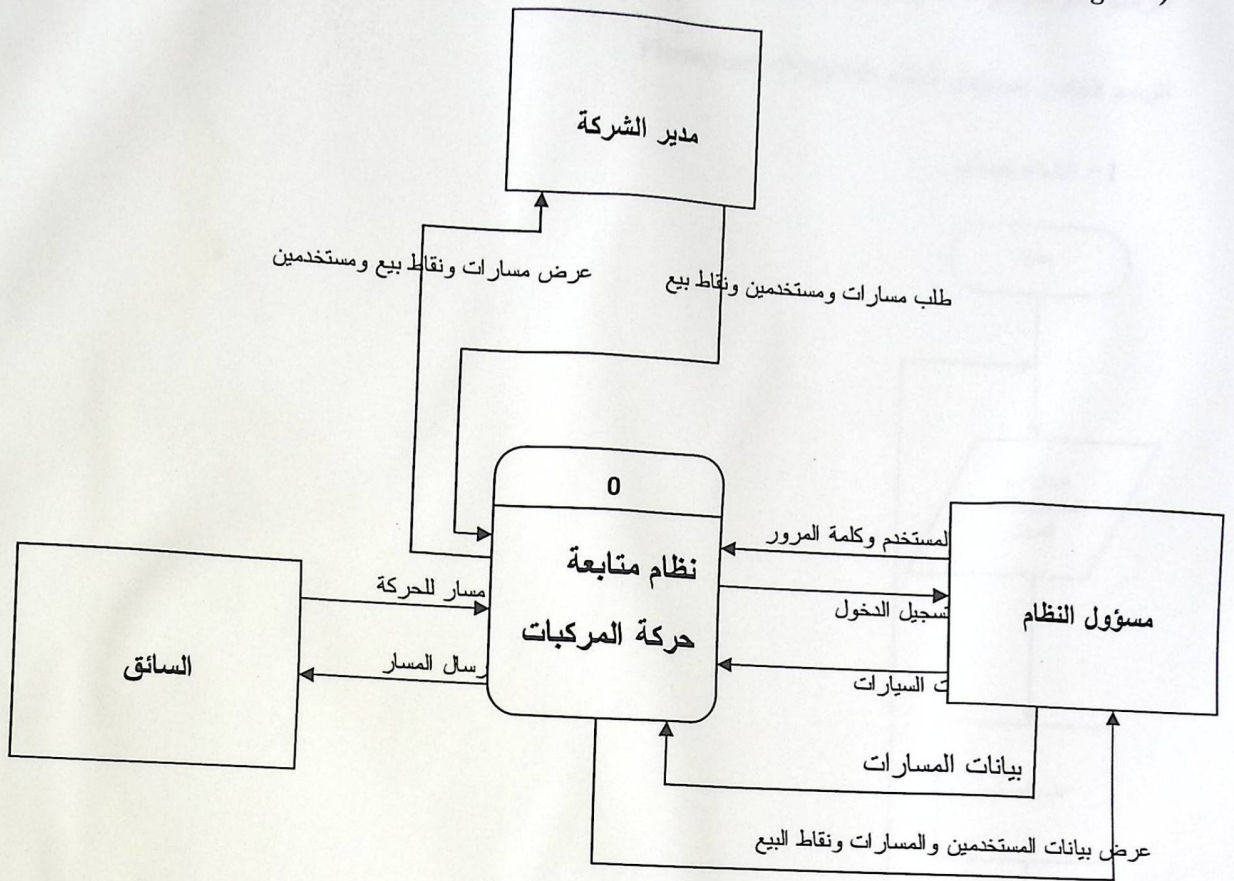 مدير الشركة
عرض مسارات ونقاط بيع ومستخدمين
طلب مسارات ومستخدمين ونقاط بيع
0
نظام متابعة
حركة المركبات
المستخدم وكلمة المرور
تسجيل الدخول
السيارات
مسؤول النظام
مسار للحركة
رسال المسار
السائق
بيانات المسارات
عرض بيانات المستخدمين والمسارات ونقاط البيع